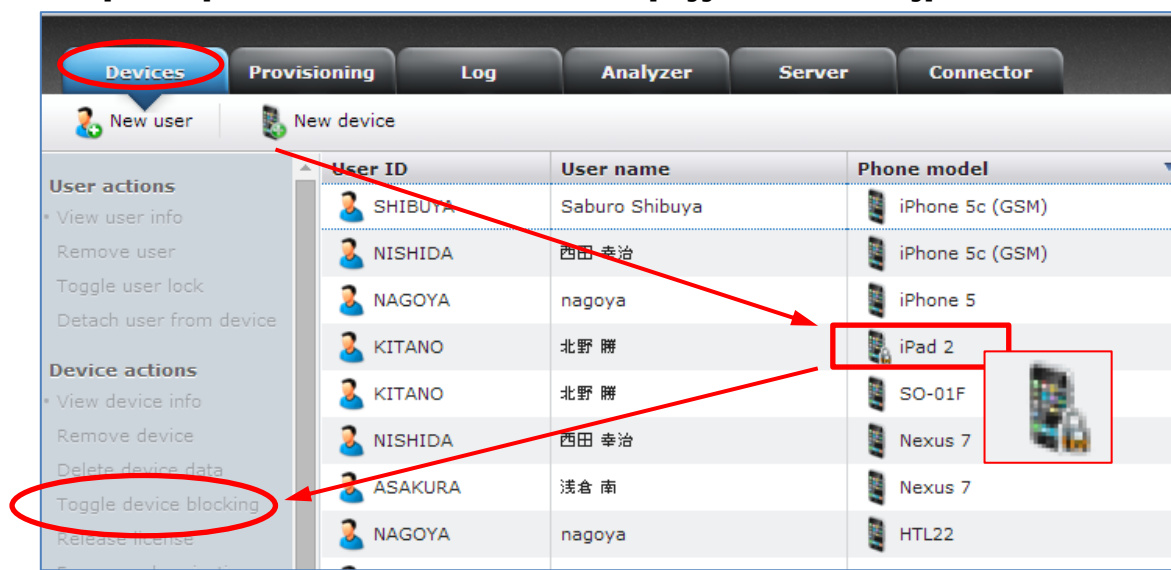 Devices Provisioning Log Analyzer Server Connector
New user New device
User ID User name Phone model
User actions
• View user info
Remove user
Toggle user lock
Detach user from device
Device actions
• View device info
Remove device
Delete device data
Toggle device blocking
Release license
SHIBUYA Saburo Shibuya iPhone 5c (GSM)
NISHIDA 西田 幸治 iPhone 5c (GSM)
NAGOYA nagoya iPhone 5
KITANO 北野 勝 iPad 2
KITANO 北野 勝 SO-01F
NISHIDA 西田 幸治 Nexus 7
ASAKURA 浅倉 南 Nexus 7
NAGOYA nagoya HTL22